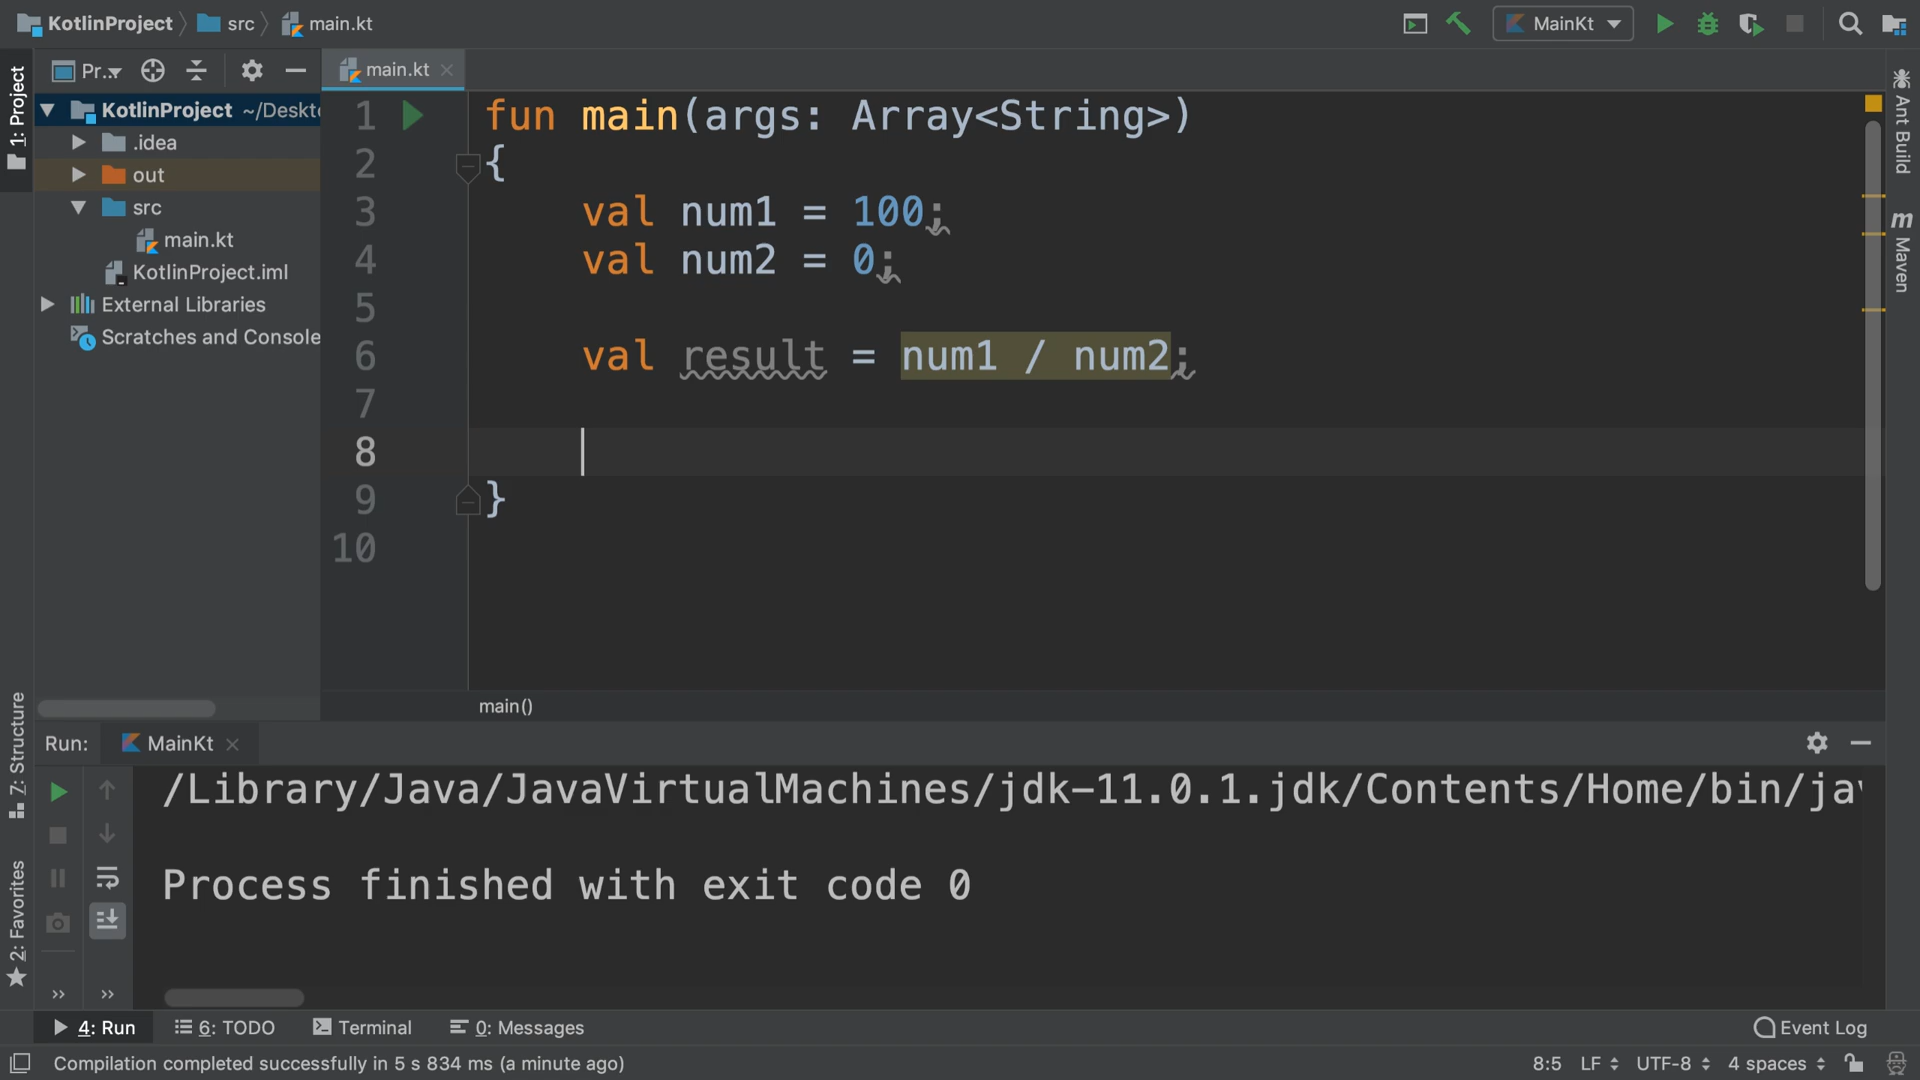 KotlinProject src main.kt MainKt
1: Project Pr... main.kt Ant Build
KotlinProject ~/Deskt
.idea
out
src
main.kt
KotlinProject.iml
External Libraries
Scratches and Console
Maven
1 fun main(args: Array<String>)
2 {
3 val num1 = 100;
4 val num2 = 0;
5
6 val result = num1 / num2;
7
8
9 }
10
main()
7: Structure
2: Favorites
Run: MainKt
/Library/Java/JavaVirtualMachines/jdk-11.0.1.jdk/Contents/Home/bin/ja
Process finished with exit code 0
4: Run 6: TODO Terminal 0: Messages Event Log
Compilation completed successfully in 5 s 834 ms (a minute ago) 8:5 LF UTF-8 4 spaces